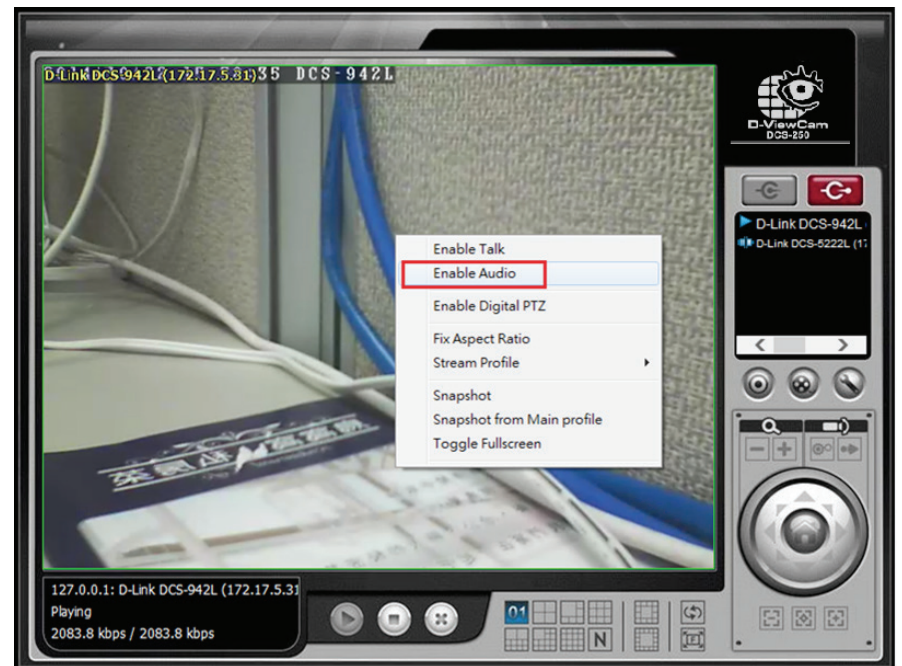 D-Link DCS-942L(172.17.5.31)35 DCS-942L
D-ViewCam
DCS-250
D-Link DCS-942L
D-Link DCS-5222L (17
Enable Talk
Enable Audio
Enable Digital PTZ
Fix Aspect Ratio
Stream Profile
Snapshot
Snapshot from Main profile
Toggle Fullscreen
127.0.0.1: D-Link DCS-942L (172.17.5.31
Playing
2083.8 kbps / 2083.8 kbps
01
N